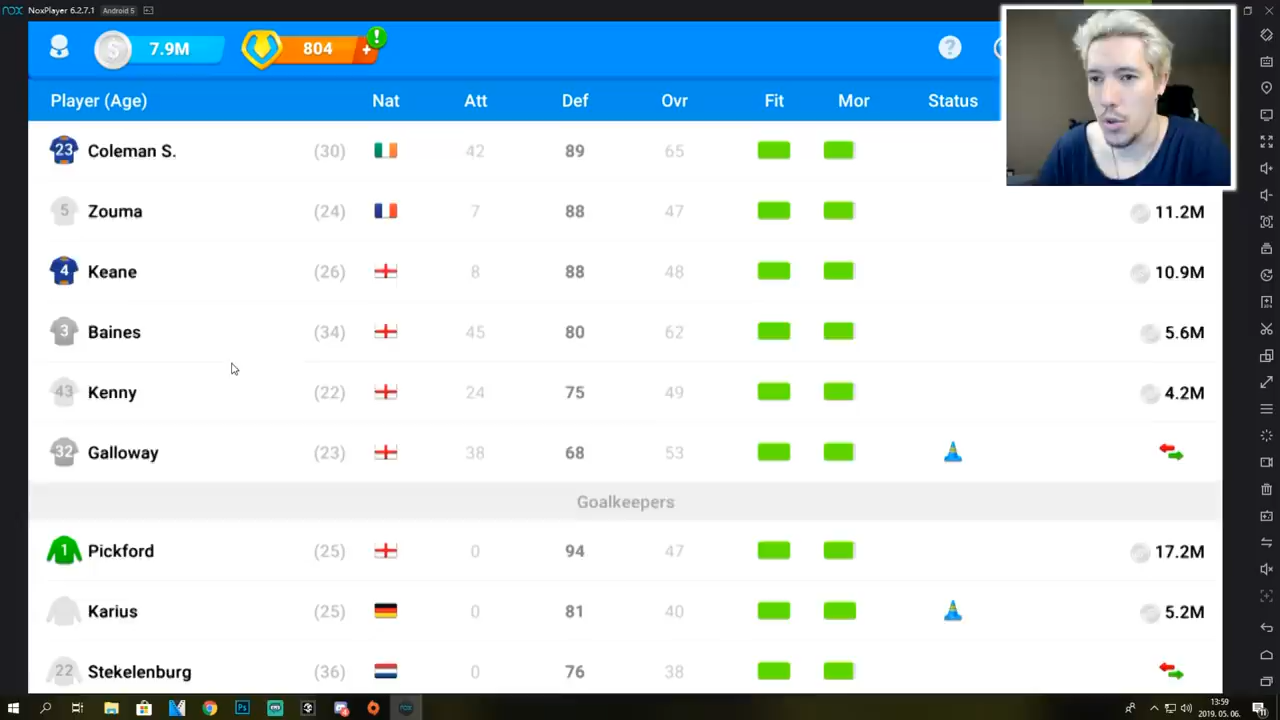 nox NoxPlayer 6.2.7.1 Android 5
S 7.9M 804 + ! ?
Player (Age) Nat Att Def Ovr Fit Mor Status
23 Coleman S. (30) 42 89 65
5 Zouma (24) 7 88 47 11.2M
4 Keane (26) 8 88 48 10.9M
3 Baines (34) 45 80 62 5.6M
43 Kenny (22) 24 75 49 4.2M
32 Galloway (23) 38 68 53
Goalkeepers
1 Pickford (25) 0 94 47 17.2M
Karius (25) 0 81 40 5.2M
22 Stekelenburg (36) 0 76 38
Ps nox 13:59
2019. 05. 06. 11